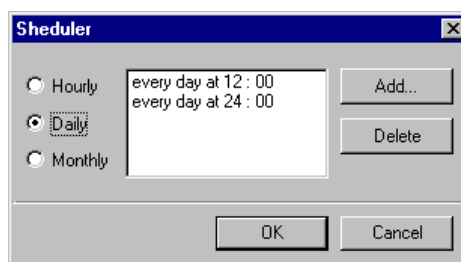 Sheduler
Hourly
Daily
Monthly
every day at 12 : 00
every day at 24 : 00
Add...
Delete
OK
Cancel